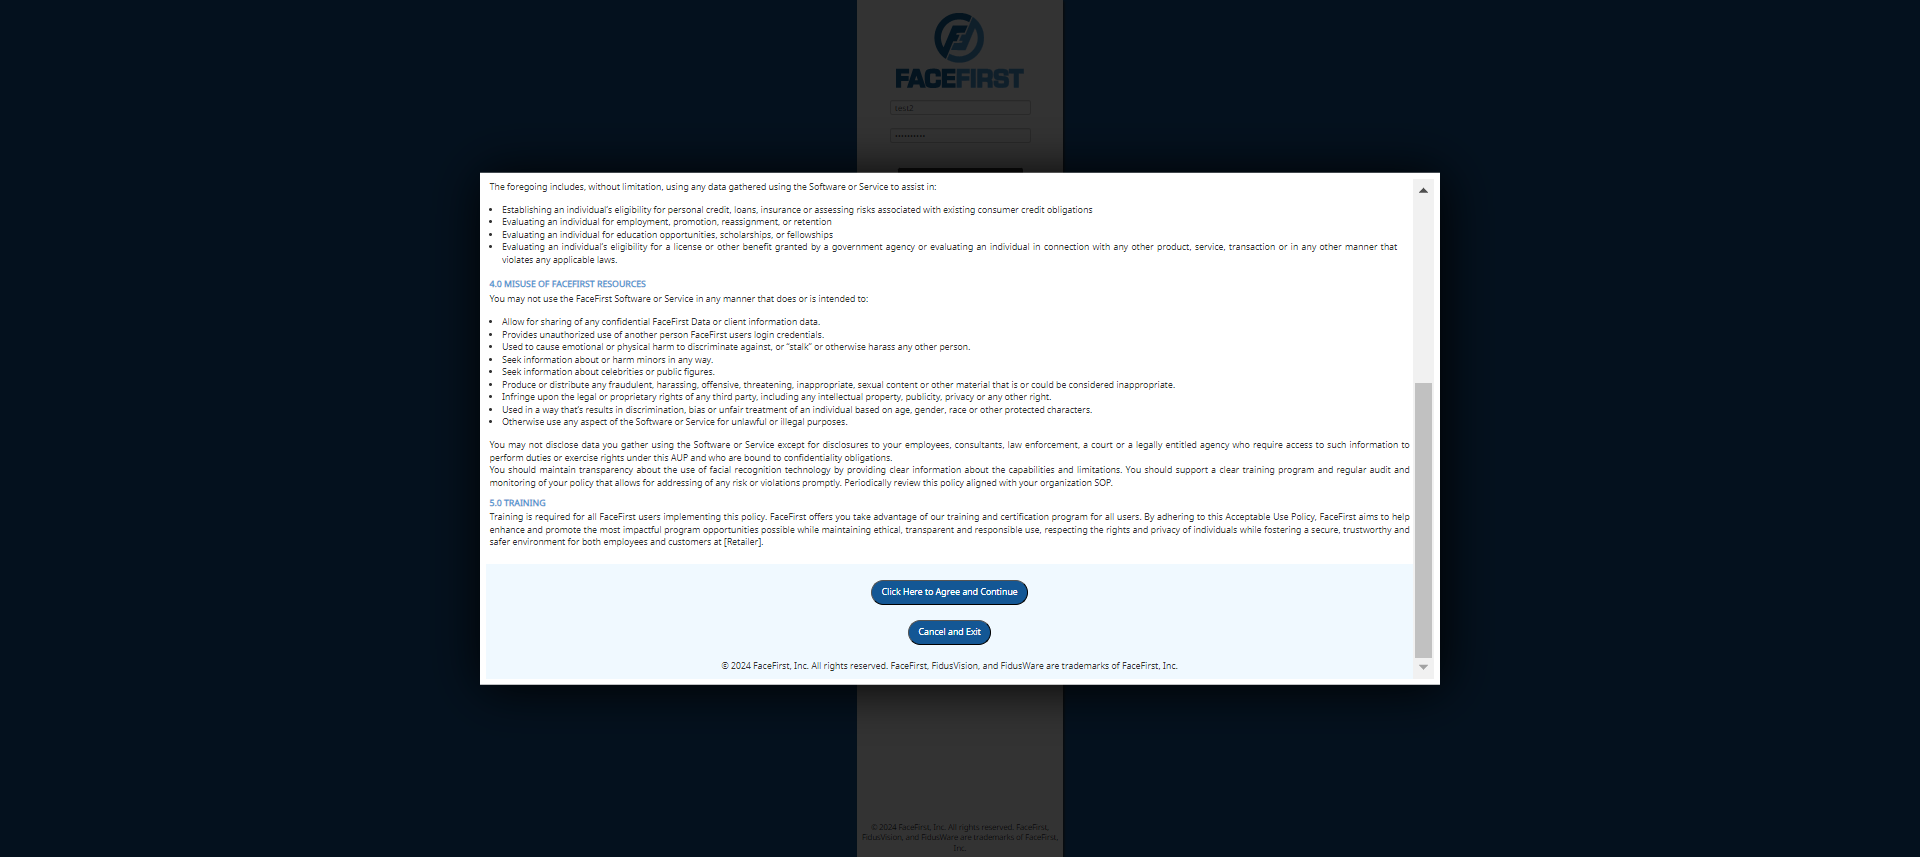 FACEFIRST
test2
The foregoing includes, without limitation, using any data gathered using the Software or Service to assist in:
• Establishing an individual's eligibility for personal credit, loans, insurance or assessing risks associated with existing consumer credit obligations
• Evaluating an individual for employment, promotion, reassignment, or retention
• Evaluating an individual for education opportunities, scholarships, or fellowships
• Evaluating an individual's eligibility for a license or other benefit granted by a government agency or evaluating an individual in connection with any other product, service, transaction or in any other manner that
violates any applicable laws.
4.0 MISUSE OF FACEFIRST RESOURCES
You may not use the FaceFirst Software or Service in any manner that does or is intended to:
• Allow for sharing of any confidential FaceFirst Data or client information data.
• Provides unauthorized use of another person FaceFirst users login credentials.
• Used to cause emotional or physical harm to discriminate against, or “stalk” or otherwise harass any other person.
• Seek information about or harm minors in any way.
• Seek information about celebrities or public figures.
• Produce or distribute any fraudulent, harassing, offensive, threatening, inappropriate, sexual content or other material that is or could be considered inappropriate.
• Infringe upon the legal or proprietary rights of any third party, including any intellectual property, publicity, privacy or any other right.
• Used in a way that's results in discrimination, bias or unfair treatment of an individual based on age, gender, race or other protected characters.
• Otherwise use any aspect of the Software or Service for unlawful or illegal purposes.
You may not disclose data you gather using the Software or Service except for disclosures to your employees, consultants, law enforcement, a court or a legally entitled agency who require access to such information to
perform duties or exercise rights under this AUP and who are bound to confidentiality obligations.
You should maintain transparency about the use of facial recognition technology by providing clear information about the capabilities and limitations. You should support a clear training program and regular audit and
monitoring of your policy that allows for addressing of any risk or violations promptly. Periodically review this policy aligned with your organization SOP.
5.0 TRAINING
Training is required for all FaceFirst users implementing this policy. FaceFirst offers you take advantage of our training and certification program for all users. By adhering to this Acceptable Use Policy, FaceFirst aims to help
enhance and promote the most impactful program opportunities possible while maintaining ethical, transparent and responsible use, respecting the rights and privacy of individuals while fostering a secure, trustworthy and
safer environment for both employees and customers at [Retailer].
Click Here to Agree and Continue
Cancel and Exit
© 2024 FaceFirst, Inc. All rights reserved. FaceFirst, FidusVision, and FidusWare are trademarks of FaceFirst, Inc.
© 2024 FaceFirst, Inc. All rights reserved. FaceFirst,
FidusVision, and FidusWare are trademarks of FaceFirst,
Inc.